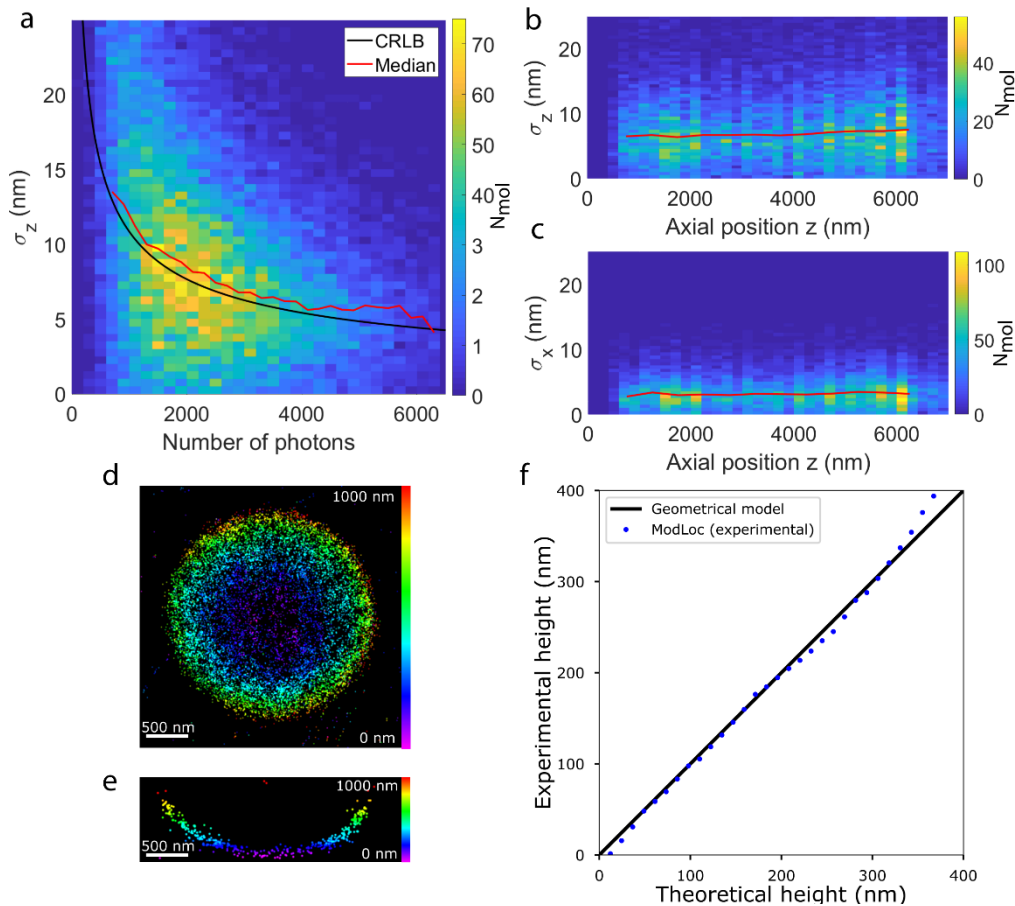 a
CRLB
Median
σz (nm)
20
15
10
5
0
0
2000
4000
6000
Number of photons
70
60
50
40
3
2
1
0
Nmol
b
σz (nm)
20
10
0
0
2000
4000
6000
Axial position z (nm)
40
20
0
Nmol
c
σx (nm)
20
10
0
0
2000
4000
6000
Axial position z (nm)
100
50
0
Nmol
d
1000 nm
500 nm
0 nm
e
1000 nm
500 nm
0 nm
f
Geometrical model
ModLoc (experimental)
Experimental height (nm)
400
300
200
100
0
0
100
200
300
400
Theoretical height (nm)